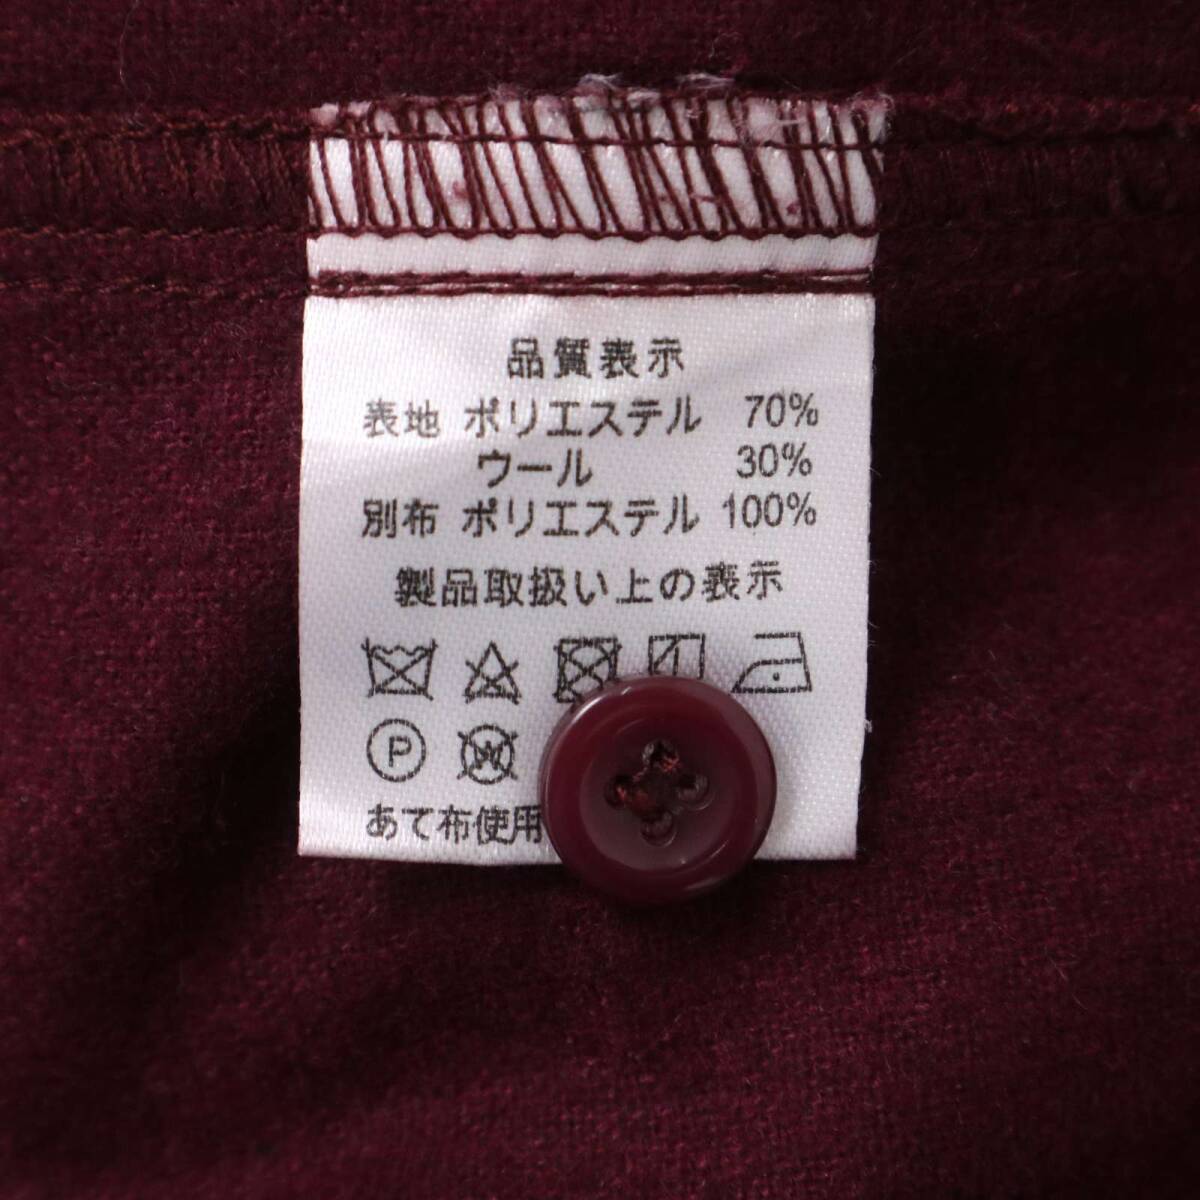 品質表示
表地 ポリエステル 70%
ウール 30%
別布 ポリエステル 100%
製品取扱い上の表示
P W
あて布使用